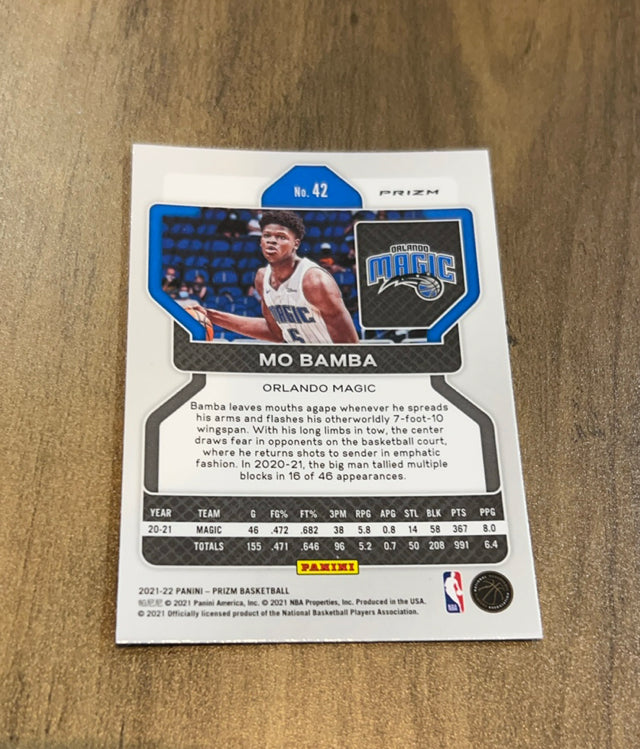 No. 42
PRIZM
ORLANDO
MAGIC
MAGIC
5
MO BAMBA
ORLANDO MAGIC
Bamba leaves mouths agape whenever he spreads
his arms and flashes his otherworldly 7-foot-10
wingspan. With his long limbs in tow, the center
draws fear in opponents on the basketball court,
where he returns shots to sender in emphatic
fashion. In 2020-21, the big man tallied multiple
blocks in 16 of 46 appearances.
YEAR TEAM G FG% FT% 3PM RPG APG STL BLK PTS PPG
20-21 MAGIC 46 .472 .682 38 5.8 0.8 14 58 367 8.0
TOTALS 155 .471 .646 96 5.2 0.7 50 208 991 6.4
PANINI
2021-22 PANINI – PRIZM BASKETBALL
帕尼尼 © 2021 Panini America, Inc. © 2021 NBA Properties, Inc. Produced in the USA.
© 2021 Officially licensed product of the National Basketball Players Association.